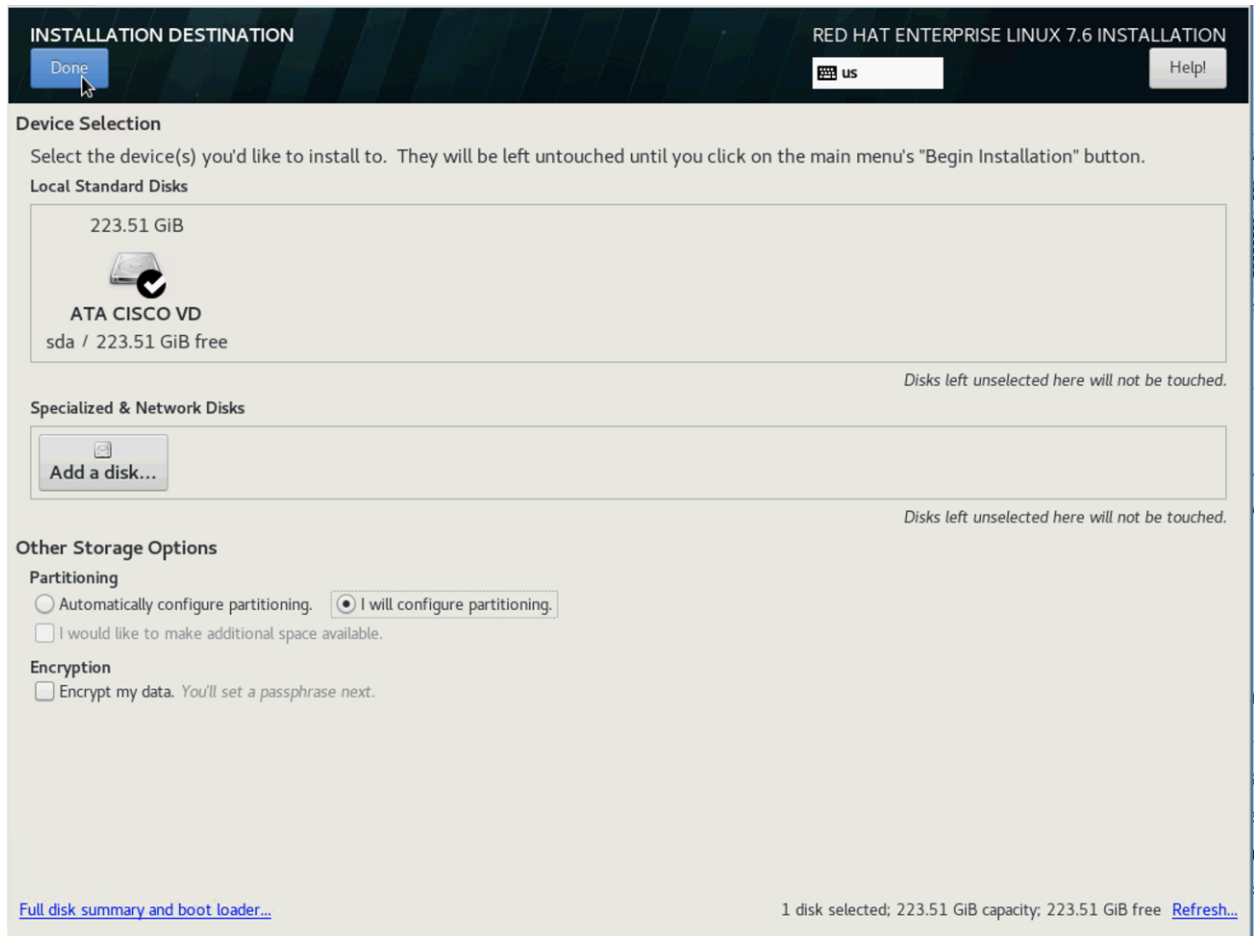 INSTALLATION DESTINATION
RED HAT ENTERPRISE LINUX 7.6 INSTALLATION
Done
us
Help!
Device Selection
Select the device(s) you'd like to install to. They will be left untouched until you click on the main menu's "Begin Installation" button.
Local Standard Disks
223.51 GiB
ATA CISCO VD
sda / 223.51 GiB free
Disks left unselected here will not be touched.
Specialized & Network Disks
Add a disk...
Disks left unselected here will not be touched.
Other Storage Options
Partitioning
Automatically configure partitioning. I will configure partitioning.
I would like to make additional space available.
Encryption
Encrypt my data. You'll set a passphrase next.
Full disk summary and boot loader... 1 disk selected; 223.51 GiB capacity; 223.51 GiB free Refresh...